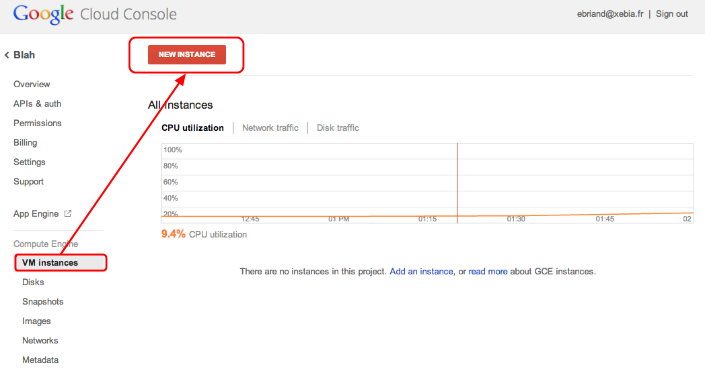 Google Cloud Console
ebriand@xebia.fr | Sign out
< Blah
NEW INSTANCE
Overview
APIs & auth
Permissions
Billing
Settings
Support
App Engine
Compute Engine
VM instances
Disks
Snapshots
Images
Networks
Metadata
All Instances
CPU utilization | Network traffic | Disk traffic
100%
80%
60%
40%
20%
12:45 01 PM 01:15 01:30 01:45 02
9.4% CPU utilization
There are no instances in this project. Add an instance, or read more about GCE instances.